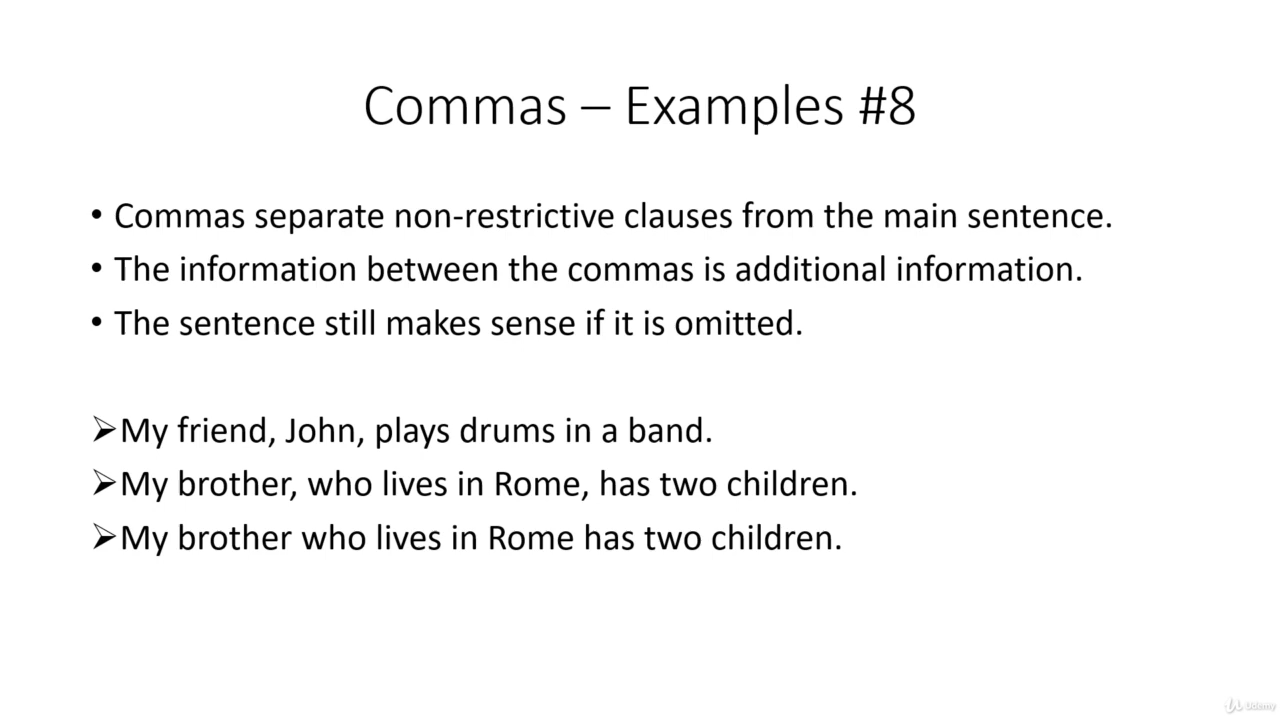 Commas – Examples #8
• Commas separate non-restrictive clauses from the main sentence.
• The information between the commas is additional information.
• The sentence still makes sense if it is omitted.
➢My friend, John, plays drums in a band.
➢My brother, who lives in Rome, has two children.
➢My brother who lives in Rome has two children.
Udemy